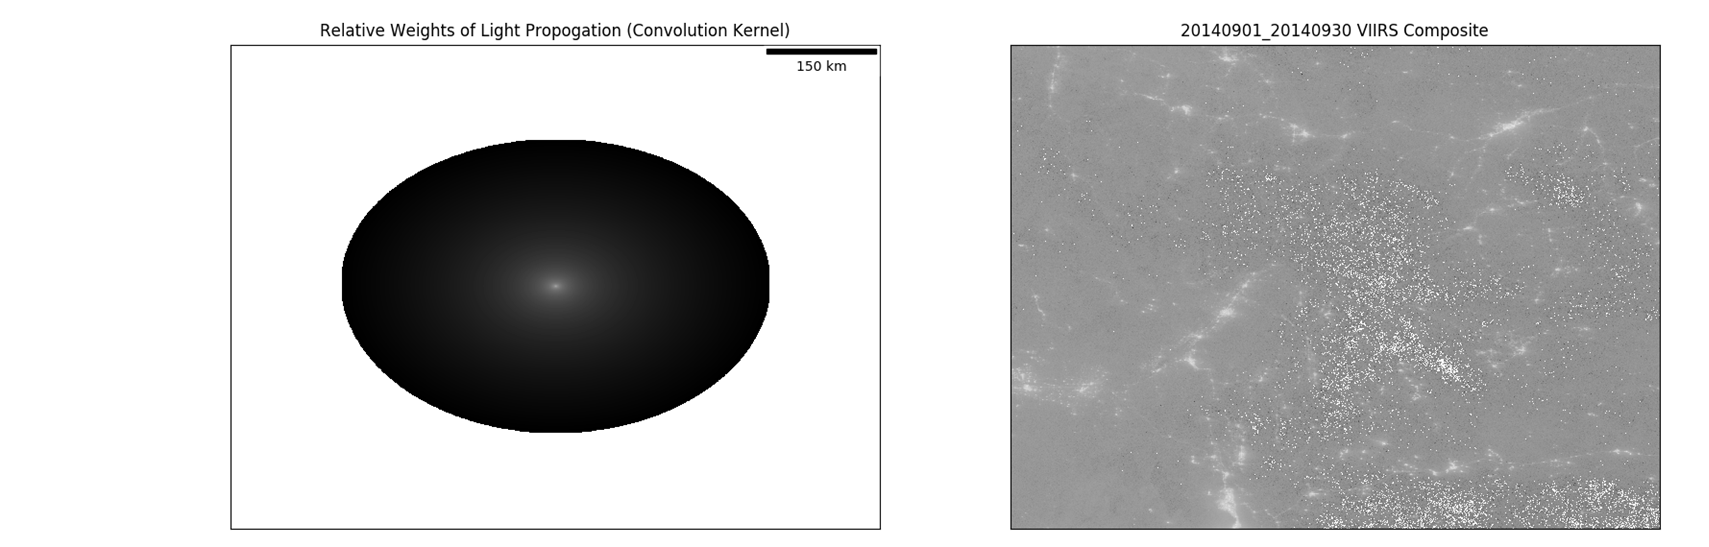 Relative Weights of Light Propogation (Convolution Kernel)
150 km
20140901_20140930 VIIRS Composite